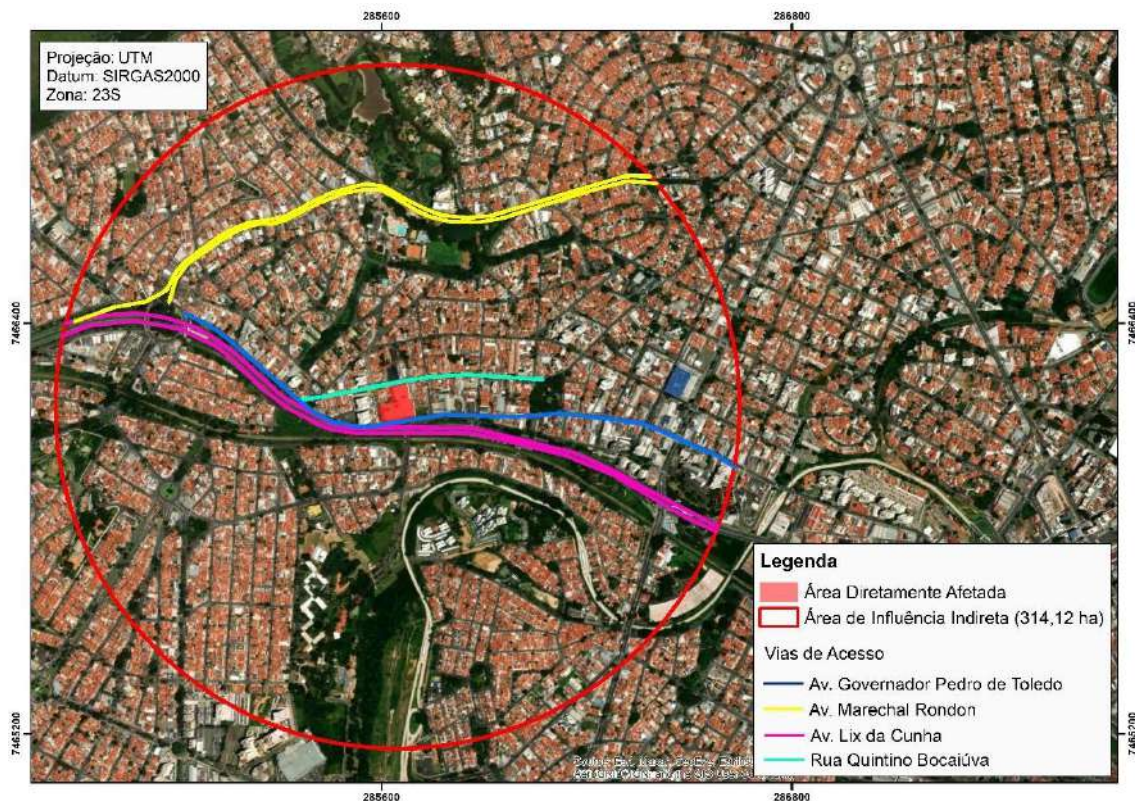 285600
286800
Projeção: UTM
Datum: SIRGAS2000
Zona: 23S
7466400
7466400
Legenda
Área Diretamente Afetada
Área de Influência Indireta (314,12 ha)
Vias de Acesso
Av. Governador Pedro de Toledo
Av. Marechal Rondon
Av. Lix da Cunha
Rua Quintino Bocaiúva
7465200
7465200
285600
286800